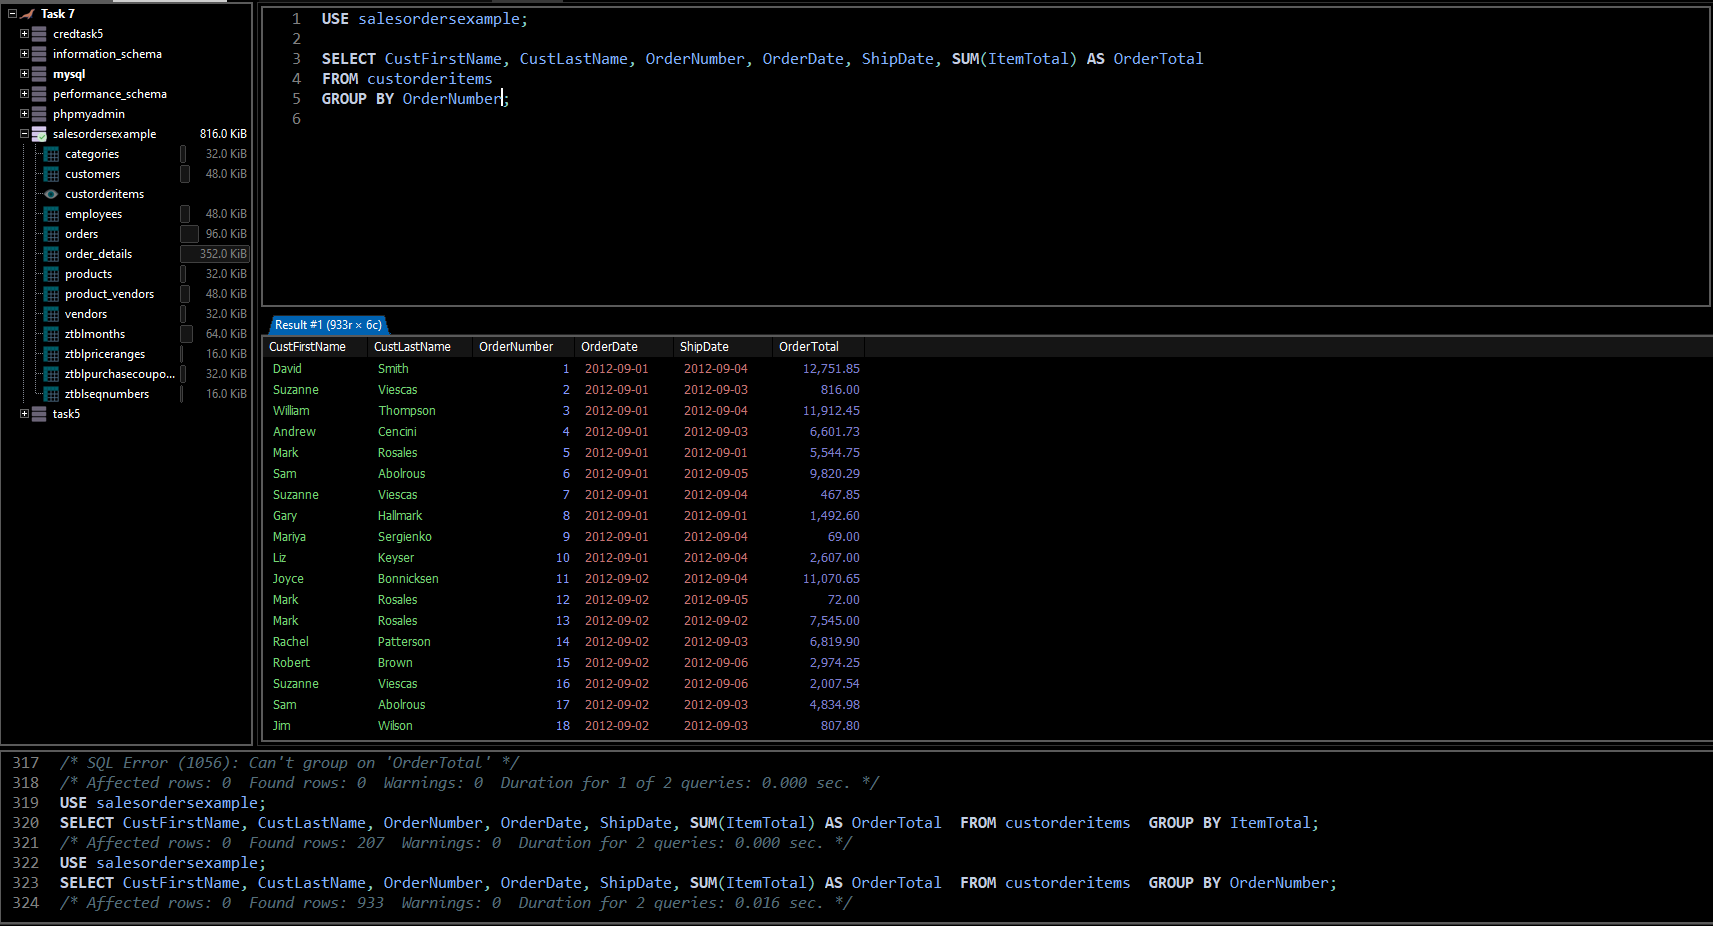 Task 7
credtask5
information_schema
mysql
performance_schema
phpmyadmin
salesordersexample 816.0 KiB
categories 32.0 KiB
customers 48.0 KiB
custorderitems
employees 48.0 KiB
orders 96.0 KiB
order_details 352.0 KiB
products 32.0 KiB
product_vendors 48.0 KiB
vendors 32.0 KiB
ztblmonths 64.0 KiB
ztblpriceranges 16.0 KiB
ztblpurchasecoupo... 32.0 KiB
ztblseqnumbers 16.0 KiB
task5
1 USE salesordersexample;
2
3 SELECT CustFirstName, CustLastName, OrderNumber, OrderDate, ShipDate, SUM(ItemTotal) AS OrderTotal
4 FROM custorderitems
5 GROUP BY OrderNumber;
6
Result #1 (933r × 6c)
CustFirstName CustLastName OrderNumber OrderDate ShipDate OrderTotal
David Smith 1 2012-09-01 2012-09-04 12,751.85
Suzanne Viescas 2 2012-09-01 2012-09-03 816.00
William Thompson 3 2012-09-01 2012-09-04 11,912.45
Andrew Cencini 4 2012-09-01 2012-09-03 6,601.73
Mark Rosales 5 2012-09-01 2012-09-01 5,544.75
Sam Abolrous 6 2012-09-01 2012-09-05 9,820.29
Suzanne Viescas 7 2012-09-01 2012-09-04 467.85
Gary Hallmark 8 2012-09-01 2012-09-01 1,492.60
Mariya Sergienko 9 2012-09-01 2012-09-04 69.00
Liz Keyser 10 2012-09-01 2012-09-04 2,607.00
Joyce Bonnicksen 11 2012-09-02 2012-09-04 11,070.65
Mark Rosales 12 2012-09-02 2012-09-05 72.00
Mark Rosales 13 2012-09-02 2012-09-02 7,545.00
Rachel Patterson 14 2012-09-02 2012-09-03 6,819.90
Robert Brown 15 2012-09-02 2012-09-06 2,974.25
Suzanne Viescas 16 2012-09-02 2012-09-06 2,007.54
Sam Abolrous 17 2012-09-02 2012-09-03 4,834.98
Jim Wilson 18 2012-09-02 2012-09-03 807.80
317 /* SQL Error (1056): Can't group on 'OrderTotal' */
318 /* Affected rows: 0  Found rows: 0  Warnings: 0  Duration for 1 of 2 queries: 0.000 sec. */
319 USE salesordersexample;
320 SELECT CustFirstName, CustLastName, OrderNumber, OrderDate, ShipDate, SUM(ItemTotal) AS OrderTotal  FROM custorderitems  GROUP BY ItemTotal;
321 /* Affected rows: 0  Found rows: 207  Warnings: 0  Duration for 2 queries: 0.000 sec. */
322 USE salesordersexample;
323 SELECT CustFirstName, CustLastName, OrderNumber, OrderDate, ShipDate, SUM(ItemTotal) AS OrderTotal  FROM custorderitems  GROUP BY OrderNumber;
324 /* Affected rows: 0  Found rows: 933  Warnings: 0  Duration for 2 queries: 0.016 sec. */